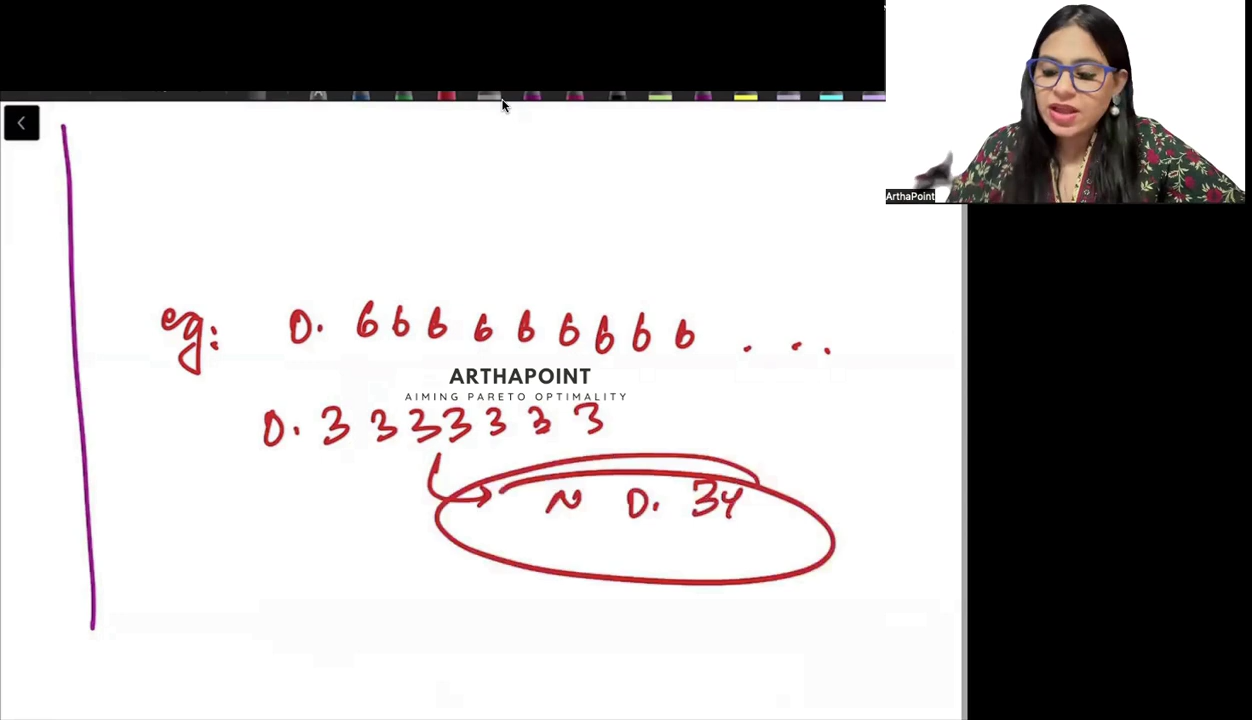 ArthaPoint
eg: 0. 6 6 6 6 6 6 6 6 6 . . .
ARTHAPOINT
AIMING PARETO OPTIMALITY
0. 3 3 3 3 3 3 3
~ 0. 34